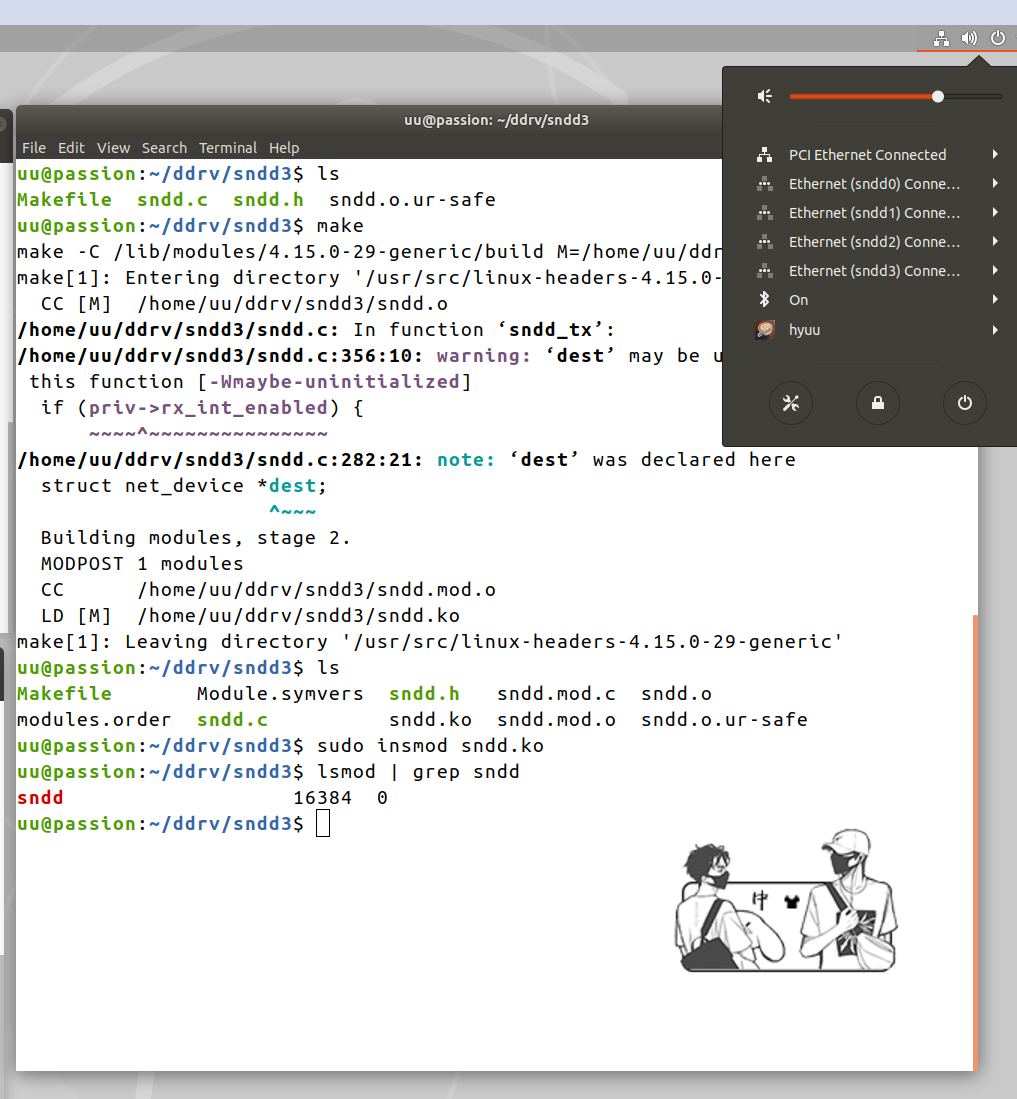 uu@passion: ~/ddrv/sndd3
File Edit View Search Terminal Help
uu@passion:~/ddrv/sndd3$ ls
Makefile sndd.c sndd.h sndd.o.ur-safe
uu@passion:~/ddrv/sndd3$ make
make -C /lib/modules/4.15.0-29-generic/build M=/home/uu/ddr
make[1]: Entering directory '/usr/src/linux-headers-4.15.0-
CC [M] /home/uu/ddrv/sndd3/sndd.o
/home/uu/ddrv/sndd3/sndd.c: In function ‘sndd_tx’:
/home/uu/ddrv/sndd3/sndd.c:356:10: warning: ‘dest’ may be u
this function [-Wmaybe-uninitialized]
if (priv->rx_int_enabled) {
~~~~^~~~~~~~~~~~~~~~
/home/uu/ddrv/sndd3/sndd.c:282:21: note: ‘dest’ was declared here
struct net_device *dest;
^~~~
Building modules, stage 2.
MODPOST 1 modules
CC /home/uu/ddrv/sndd3/sndd.mod.o
LD [M] /home/uu/ddrv/sndd3/sndd.ko
make[1]: Leaving directory '/usr/src/linux-headers-4.15.0-29-generic'
uu@passion:~/ddrv/sndd3$ ls
Makefile Module.symvers sndd.h sndd.mod.c sndd.o
modules.order sndd.c sndd.ko sndd.mod.o sndd.o.ur-safe
uu@passion:~/ddrv/sndd3$ sudo insmod sndd.ko
uu@passion:~/ddrv/sndd3$ lsmod | grep sndd
sndd 16384 0
uu@passion:~/ddrv/sndd3$
PCI Ethernet Connected
Ethernet (sndd0) Conne…
Ethernet (sndd1) Conne…
Ethernet (sndd2) Conne…
Ethernet (sndd3) Conne…
On
hyuu
中